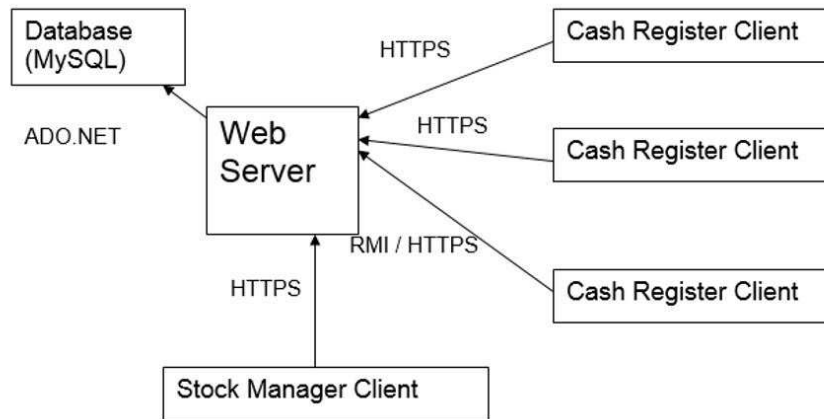 Database
(MySQL)
Cash Register Client
HTTPS
ADO.NET
Web
Server
HTTPS
Cash Register Client
RMI / HTTPS
HTTPS
Cash Register Client
Stock Manager Client